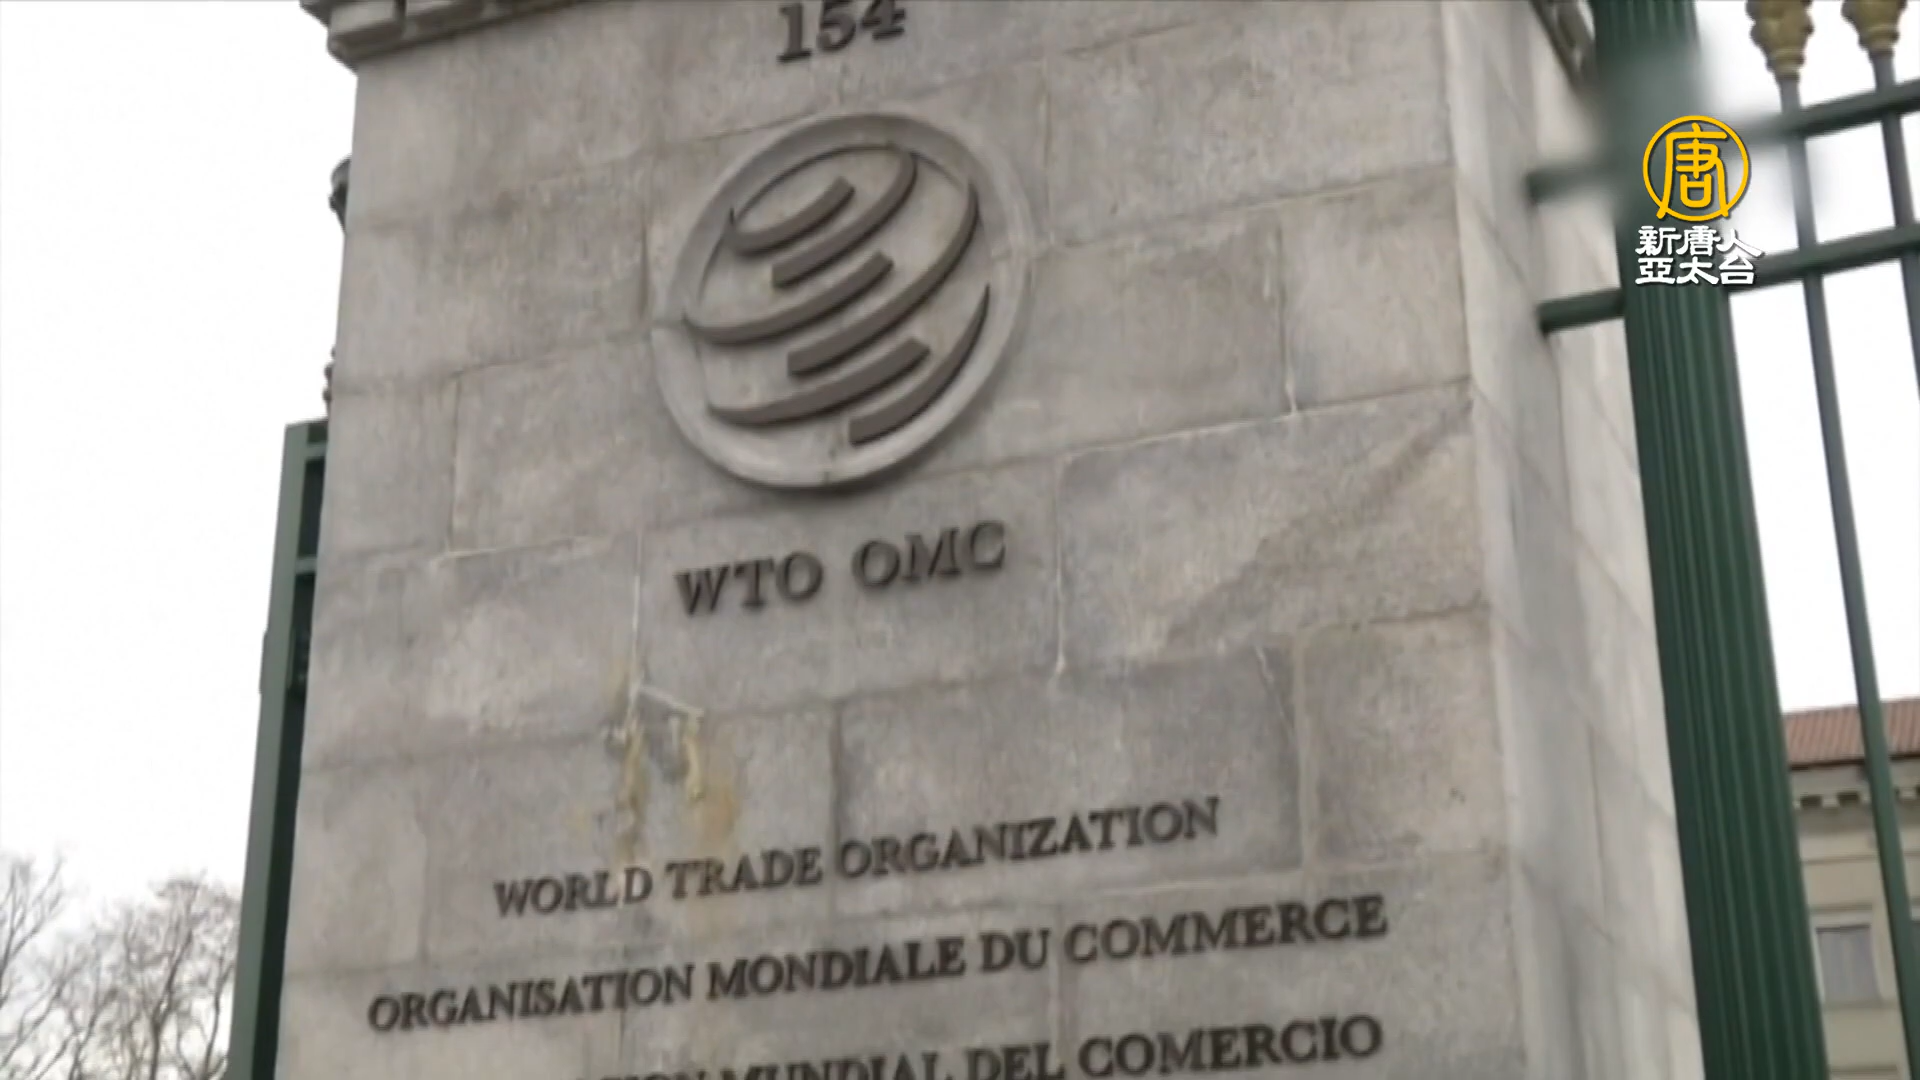 154
唐
新唐人
亞太台
WTO OMC
WORLD TRADE ORGANIZATION
ORGANISATION MONDIALE DU COMMERCE
MUNDIAL DEL COMERCIO